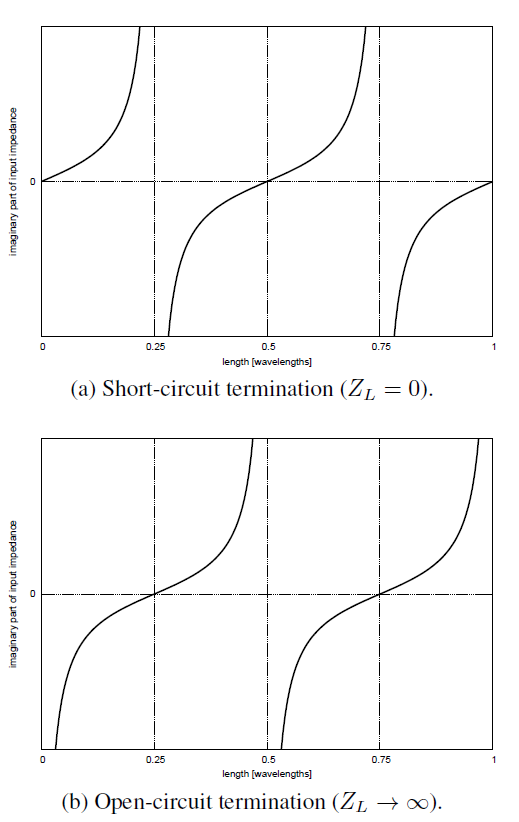 imaginary part of input impedance
0
0 0.25 0.5 0.75 1
length [wavelengths]
(a) Short-circuit termination (Z_L = 0).
imaginary part of input impedance
0
0 0.25 0.5 0.75 1
length [wavelengths]
(b) Open-circuit termination (Z_L → ∞).